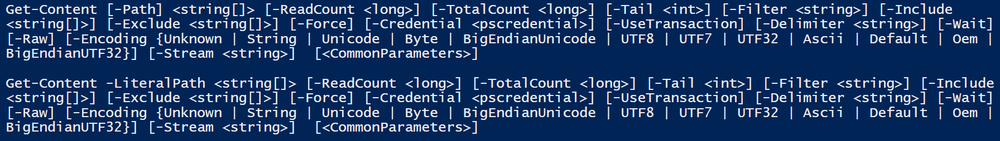 Get-Content [-Path] <string[]> [-ReadCount <long>] [-TotalCount <long>] [-Tail <int>] [-Filter <string>] [-Include
<string[]>] [-Exclude <string[]>] [-Force] [-Credential <pscredential>] [-UseTransaction] [-Delimiter <string>] [-Wait]
[-Raw] [-Encoding {Unknown | String | Unicode | Byte | BigEndianUnicode | UTF8 | UTF7 | UTF32 | Ascii | Default | Oem |
BigEndianUTF32}] [-Stream <string>]  [<CommonParameters>]

Get-Content -LiteralPath <string[]> [-ReadCount <long>] [-TotalCount <long>] [-Tail <int>] [-Filter <string>] [-Include
<string[]>] [-Exclude <string[]>] [-Force] [-Credential <pscredential>] [-UseTransaction] [-Delimiter <string>] [-Wait]
[-Raw] [-Encoding {Unknown | String | Unicode | Byte | BigEndianUnicode | UTF8 | UTF7 | UTF32 | Ascii | Default | Oem |
BigEndianUTF32}] [-Stream <string>]  [<CommonParameters>]